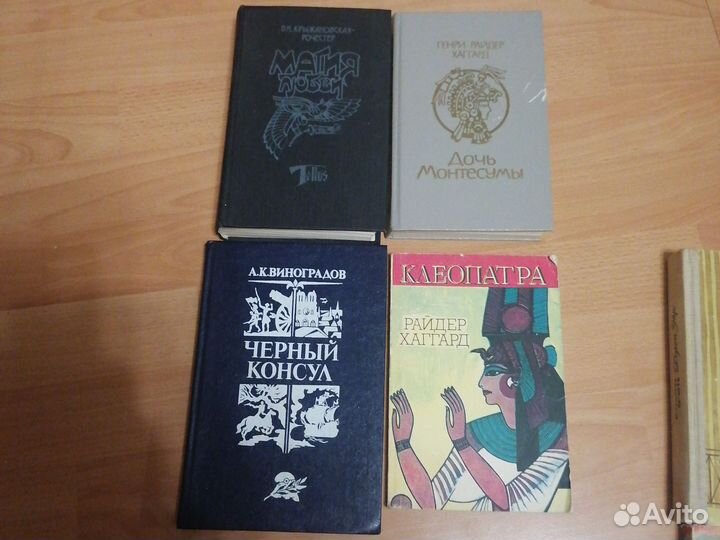 В.И. КРЫЖАНОВСКАЯ-
РОЧЕСТЕР
МАГИЯ
ЛЮБВИ
Tellus
ГЕНРИ РАЙДЕР
ХАГГАРД
ДОЧЬ
МОНТЕСУМЫ
А.К.ВИНОГРАДОВ
ЧЕРНЫЙ
КОНСУЛ
КЛЕОПАТРА
РАЙДЕР
ХАГГАРД
Avito